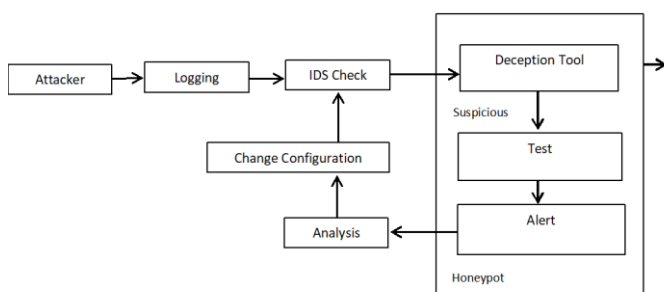 Attacker
Logging
IDS Check
Deception Tool
Suspicious
Test
Change Configuration
Alert
Analysis
Honeypot